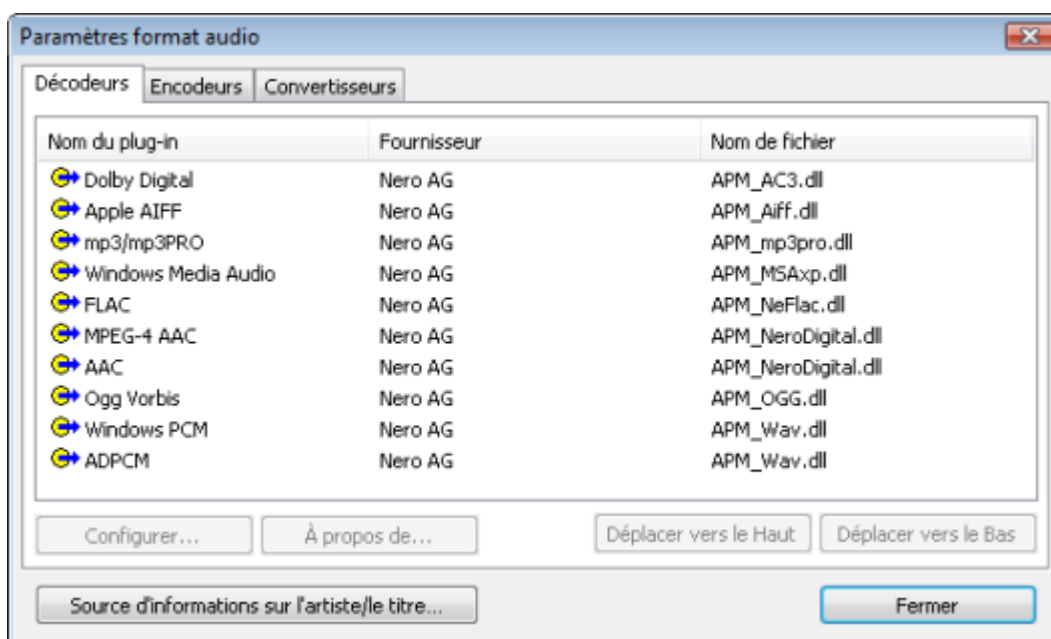 Paramètres format audio
Décodeurs Encodeurs Convertisseurs
Nom du plug-in Fournisseur Nom de fichier
Dolby Digital Nero AG APM_AC3.dll
Apple AIFF Nero AG APM_Aiff.dll
mp3/mp3PRO Nero AG APM_mp3pro.dll
Windows Media Audio Nero AG APM_MSAxp.dll
FLAC Nero AG APM_NeFlac.dll
MPEG-4 AAC Nero AG APM_NeroDigital.dll
AAC Nero AG APM_NeroDigital.dll
Ogg Vorbis Nero AG APM_OGG.dll
Windows PCM Nero AG APM_Wav.dll
ADPCM Nero AG APM_Wav.dll
Configurer... À propos de... Déplacer vers le Haut Déplacer vers le Bas
Source d'informations sur l'artiste/le titre... Fermer